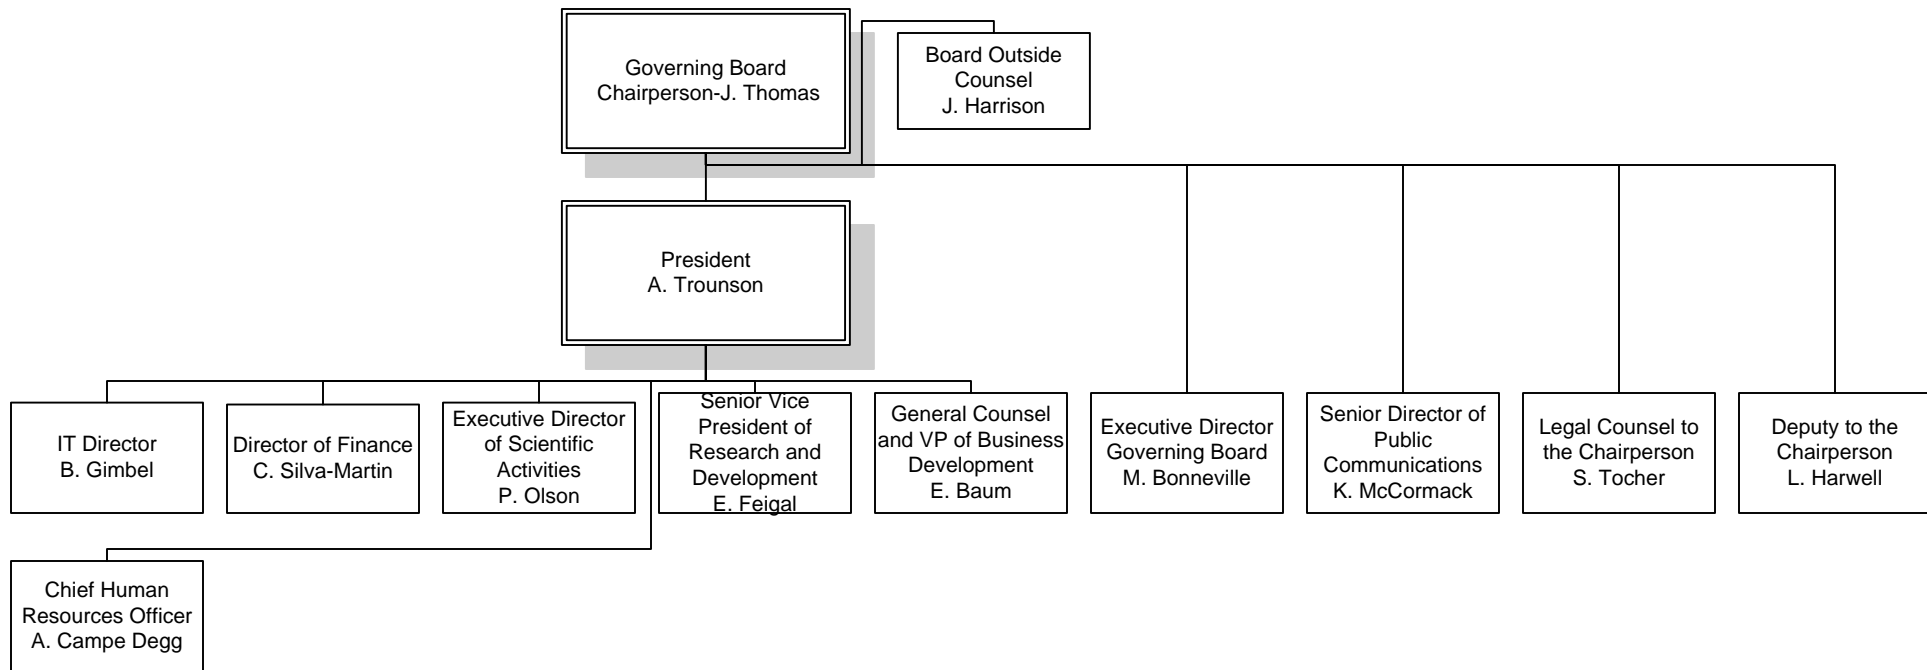 Governing Board
Chairperson-J. Thomas
Board Outside
Counsel
J. Harrison
President
A. Trounson
IT Director
B. Gimbel
Director of Finance
C. Silva-Martin
Executive Director
of Scientific
Activities
P. Olson
Senior Vice
President of
Research and
Development
E. Feigal
General Counsel
and VP of Business
Development
E. Baum
Executive Director
Governing Board
M. Bonneville
Senior Director of
Public
Communications
K. McCormack
Legal Counsel to
the Chairperson
S. Tocher
Deputy to the
Chairperson
L. Harwell
Chief Human
Resources Officer
A. Campe Degg